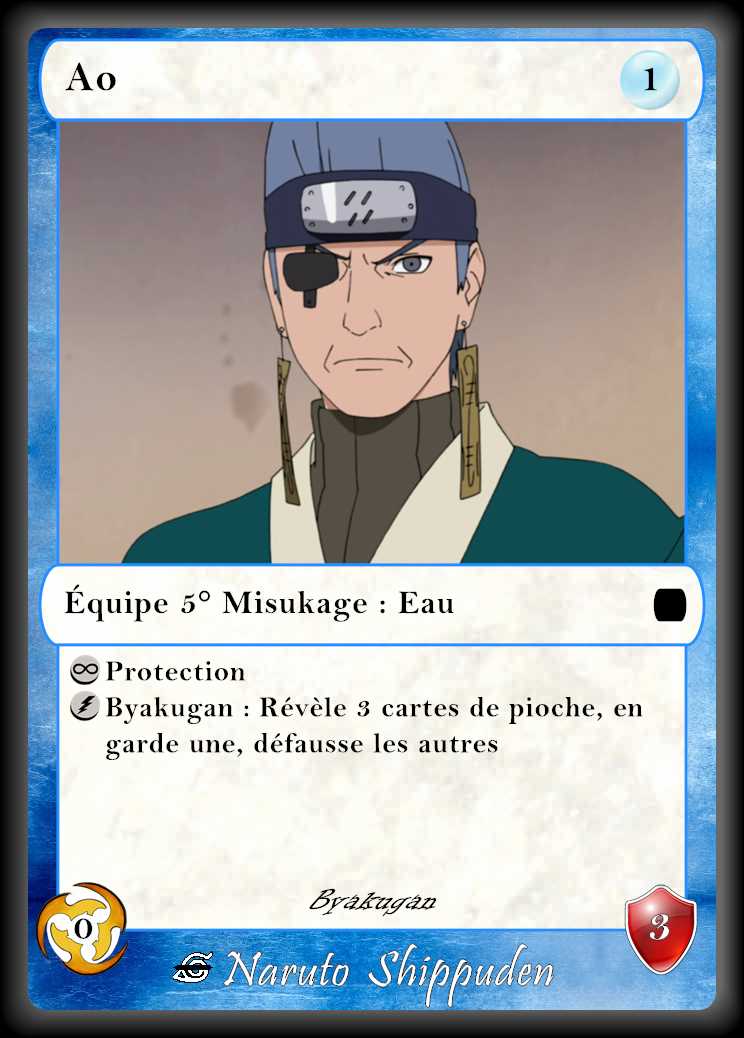 Ao
1
Équipe 5° Misukage : Eau
Protection
Byakugan : Révèle 3 cartes de pioche, en
garde une, défausse les autres
Byakugan
0
3
Naruto Shippuden